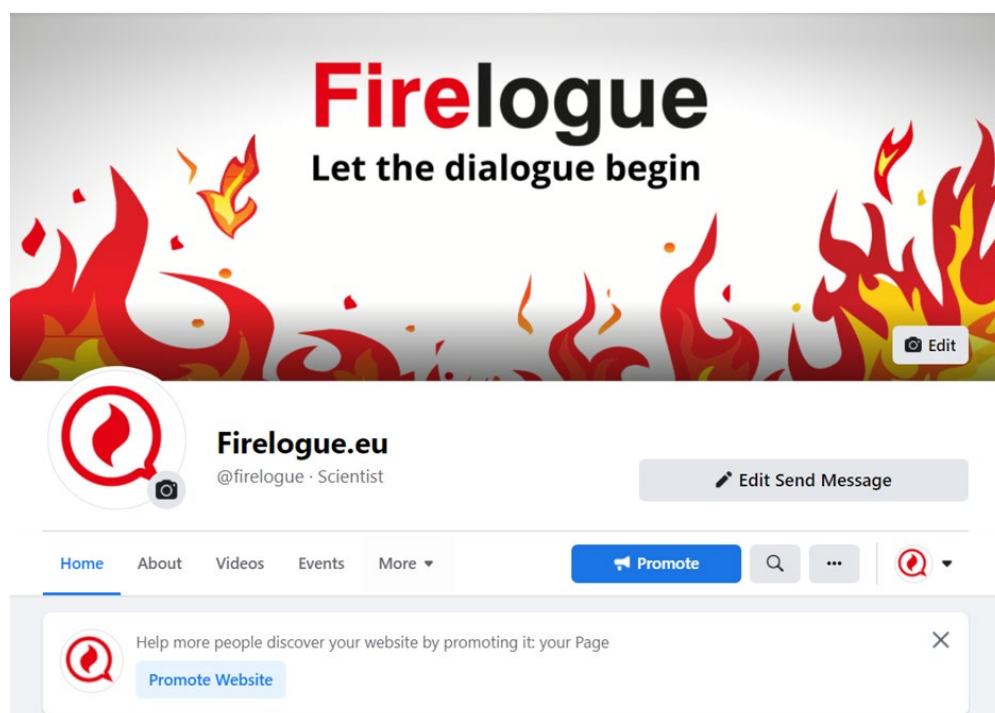 Firelogue
Let the dialogue begin
Edit
Firelogue.eu
@firelogue · Scientist
Edit Send Message
Home About Videos Events More
Promote
Help more people discover your website by promoting it: your Page
Promote Website